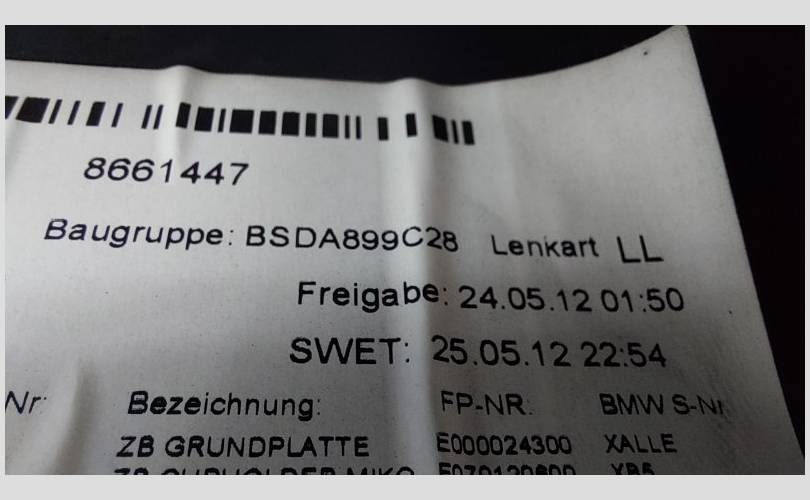 8661447
Baugruppe: BSDA899C28 Lenkart LL
Freigabe: 24.05.12 01:50
SWET: 25.05.12 22:54
Nr: Bezeichnung: FP-NR: BMW S-Nr
ZB GRUNDPLATTE E000024300 XALLE